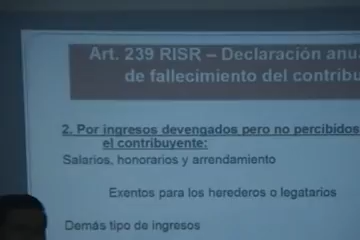 Art. 239 RISR – Declaración anu
de fallecimiento del contribu
2. Por ingresos devengados pero no percibidos
el contribuyente:
Salarios, honorarios y arrendamiento
Exentos para los herederos o legatarios
Demás tipo de ingresos